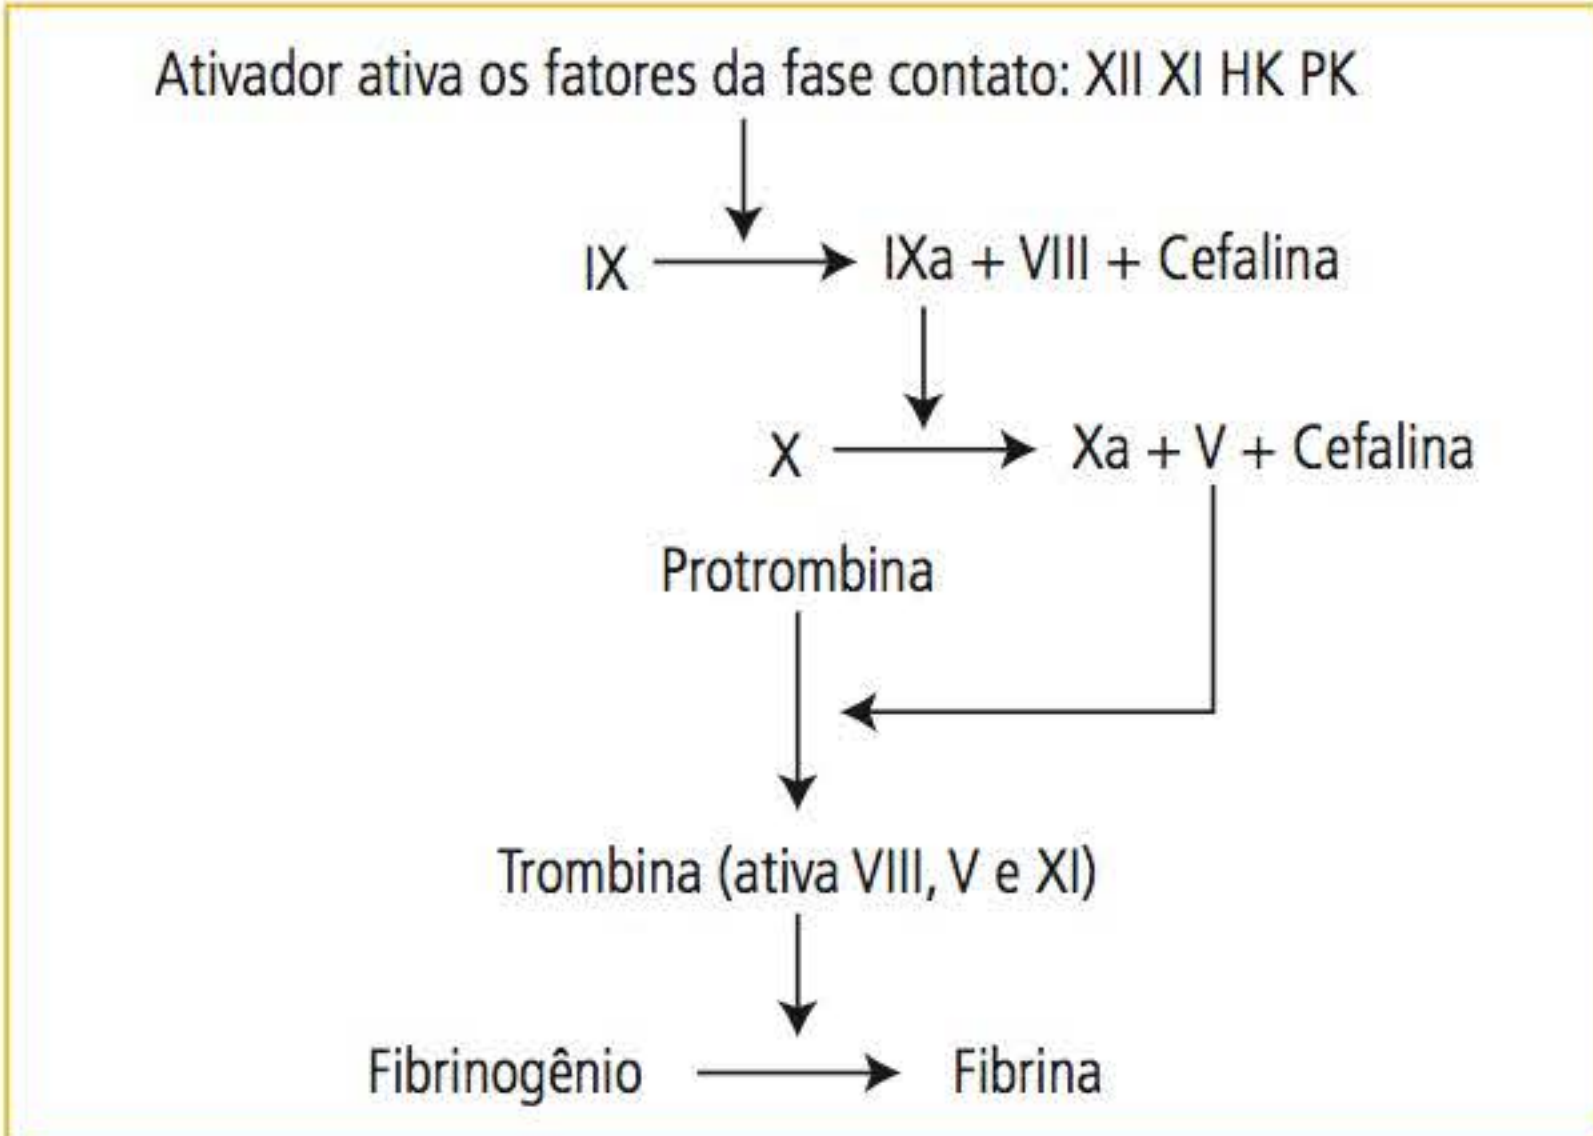 Ativador ativa os fatores da fase contato: XII XI HK PK
IX IXa + VIII + Cefalina
X Xa + V + Cefalina
Protrombina
Trombina (ativa VIII, V e XI)
Fibrinogênio Fibrina